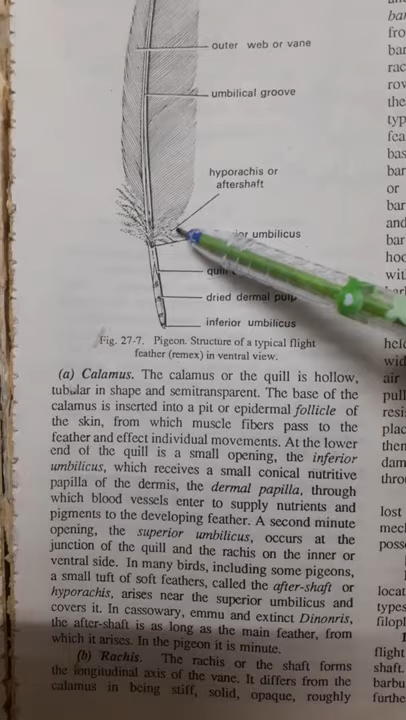 outer web or vane
umbilical groove
hyporachis or
aftershaft
umbilicus
dried dermal pulp
inferior umbilicus
Fig. 27-7. Pigeon. Structure of a typical flight
feather (remex) in ventral view.
(a) Calamus. The calamus or the quill is hollow,
tubular in shape and semitransparent. The base of the
calamus is inserted into a pit or epidermal follicle of
the skin, from which muscle fibers pass to the
feather and effect individual movements. At the lower
end of the quill is a small opening, the inferior
umbilicus, which receives a small conical nutritive
papilla of the dermis, the dermal papilla, through
which blood vessels enter to supply nutrients and
pigments to the developing feather. A second minute
opening, the superior umbilicus, occurs at the
junction of the quill and the rachis on the inner or
ventral side. In many birds, including some pigeons,
a small tuft of soft feathers, called the after-shaft or
hyporachis, arises near the superior umbilicus and
covers it. In cassowary, emmu and extinct Dinonris,
the after-shaft is as long as the main feather, from
which it arises. In the pigeon it is minute.
(b) Rachis. The rachis or the shaft forms
the longitudinal axis of the vane. It differs from the
calamus in being stiff, solid, opaque, roughly